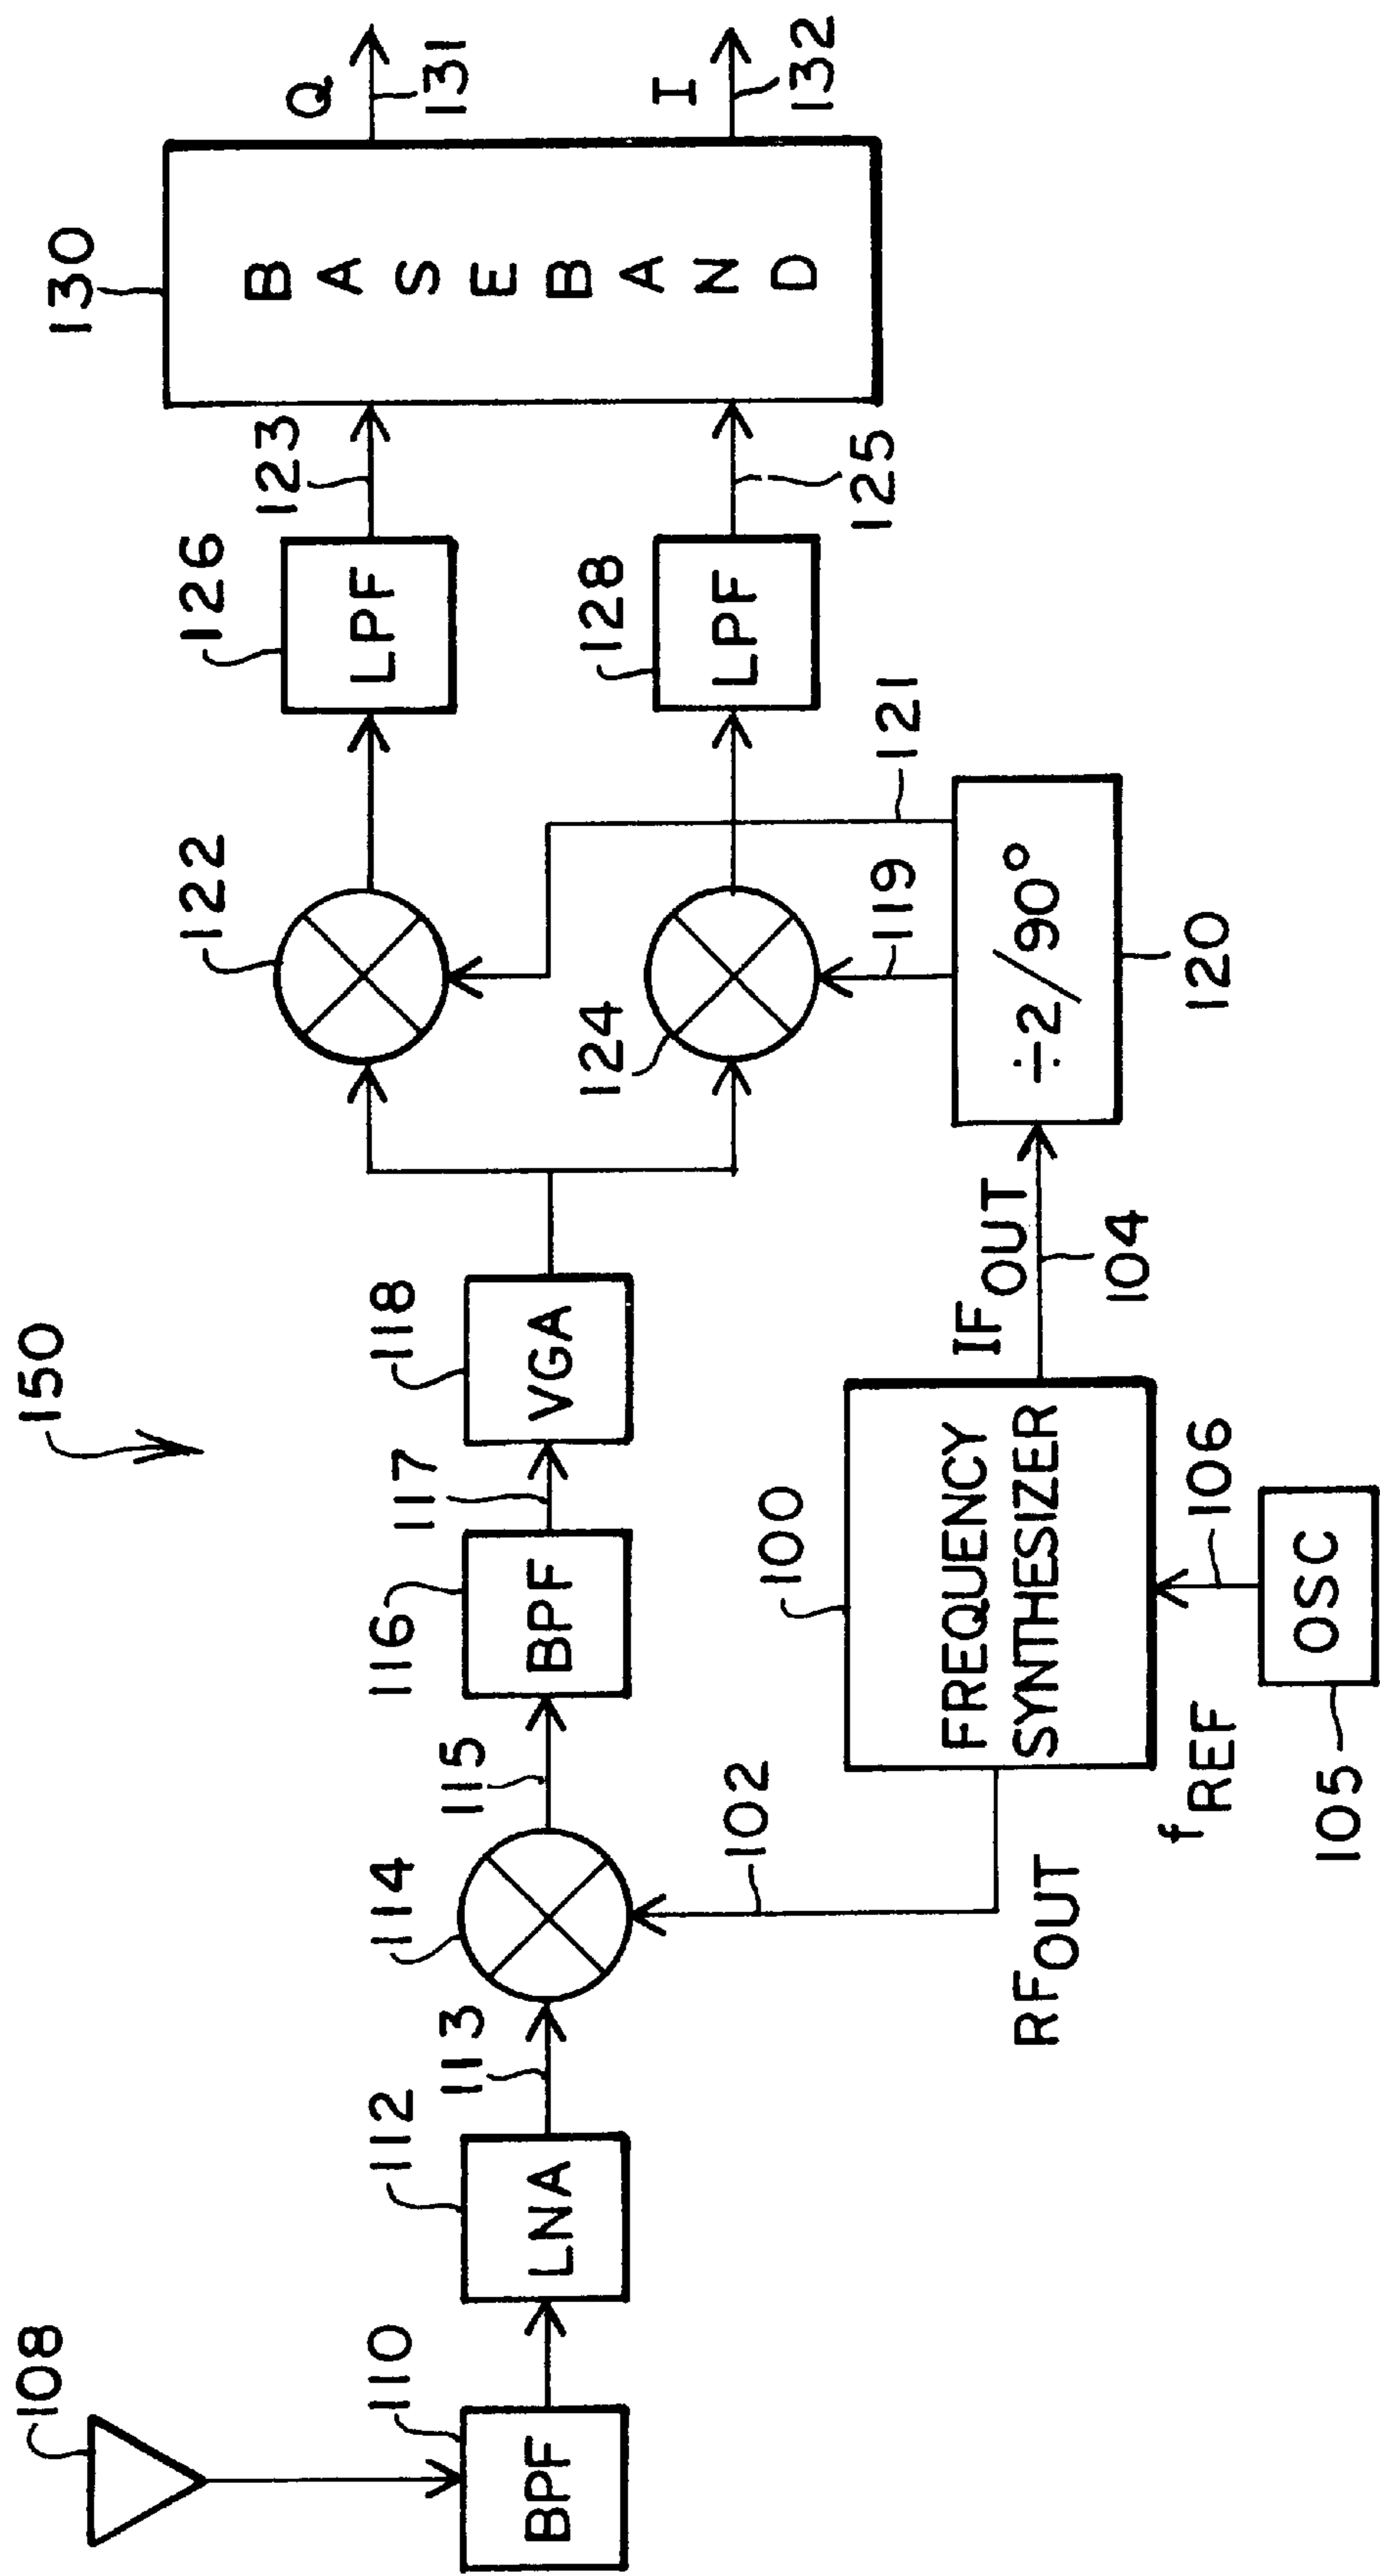 150
108
110
BPF
112
LNA
113
114
115
116
BPF
117
118
VGA
122
124
126
LPF
128
LPF
123
125
130
BASEBAND
Q
131
I
132
RFOUT
102
100
FREQUENCY
SYNTHESIZER
IFOUT
104
÷2/90°
120
119
121
fREF
106
OSC
105